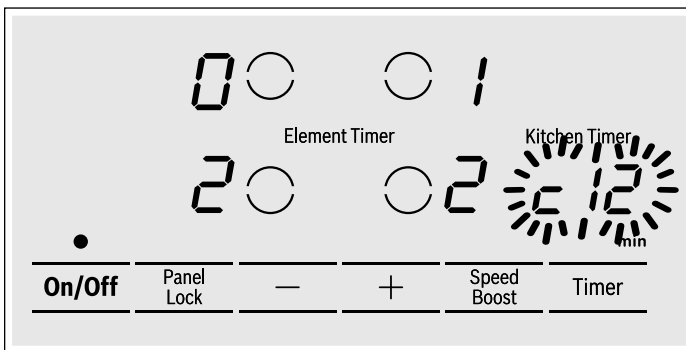 0 1
Element Timer Kitchen Timer
2 2 c12
min
On/Off Panel Lock − + Speed Boost Timer